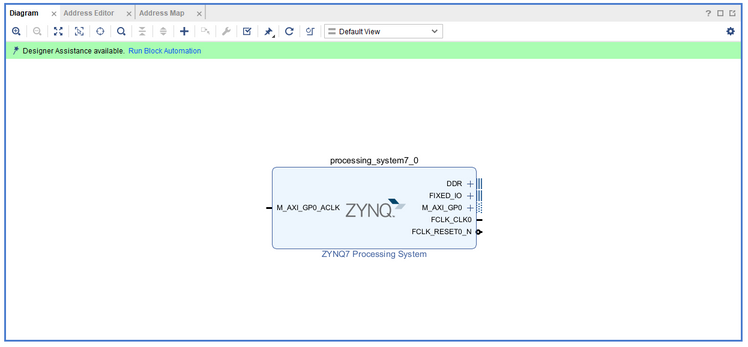 Diagram
Address Editor
Address Map
Default View
Designer Assistance available. Run Block Automation
processing_system7_0
DDR
FIXED_IO
M_AXI_GP0_ACLK
ZYNQ
M_AXI_GP0
FCLK_CLK0
FCLK_RESET0_N
ZYNQ7 Processing System